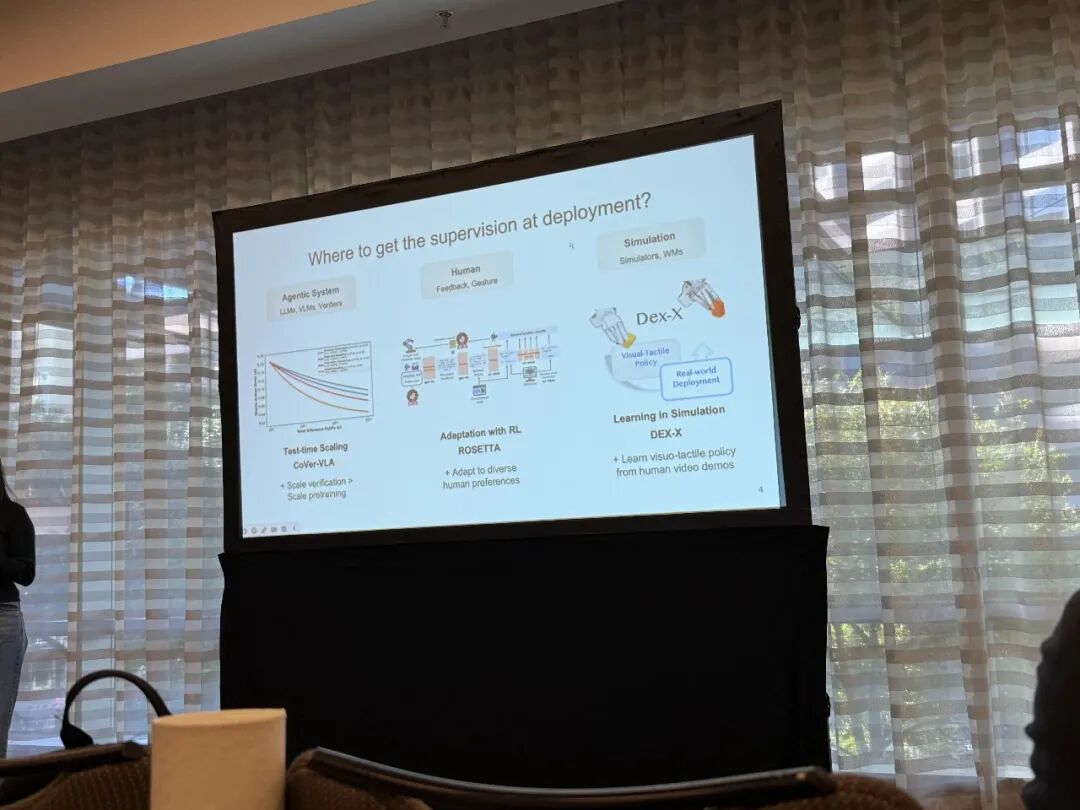 Where to get the supervision at deployment?
Agentic System
LLMs, VLMs, Verifiers
Test-time Scaling
CoVer-VLA
+ Scale verification >
Scale pretraining
Human
Feedback, Gesture
Adaptation with RL
ROSETTA
+ Adapt to diverse
human preferences
Simulation
Simulators, WMs
Dex-X
Visual-Tactile
Policy
Real-world
Deployment
Learning in Simulation
DEX-X
+ Learn visuo-tactile policy
from human video demos
4